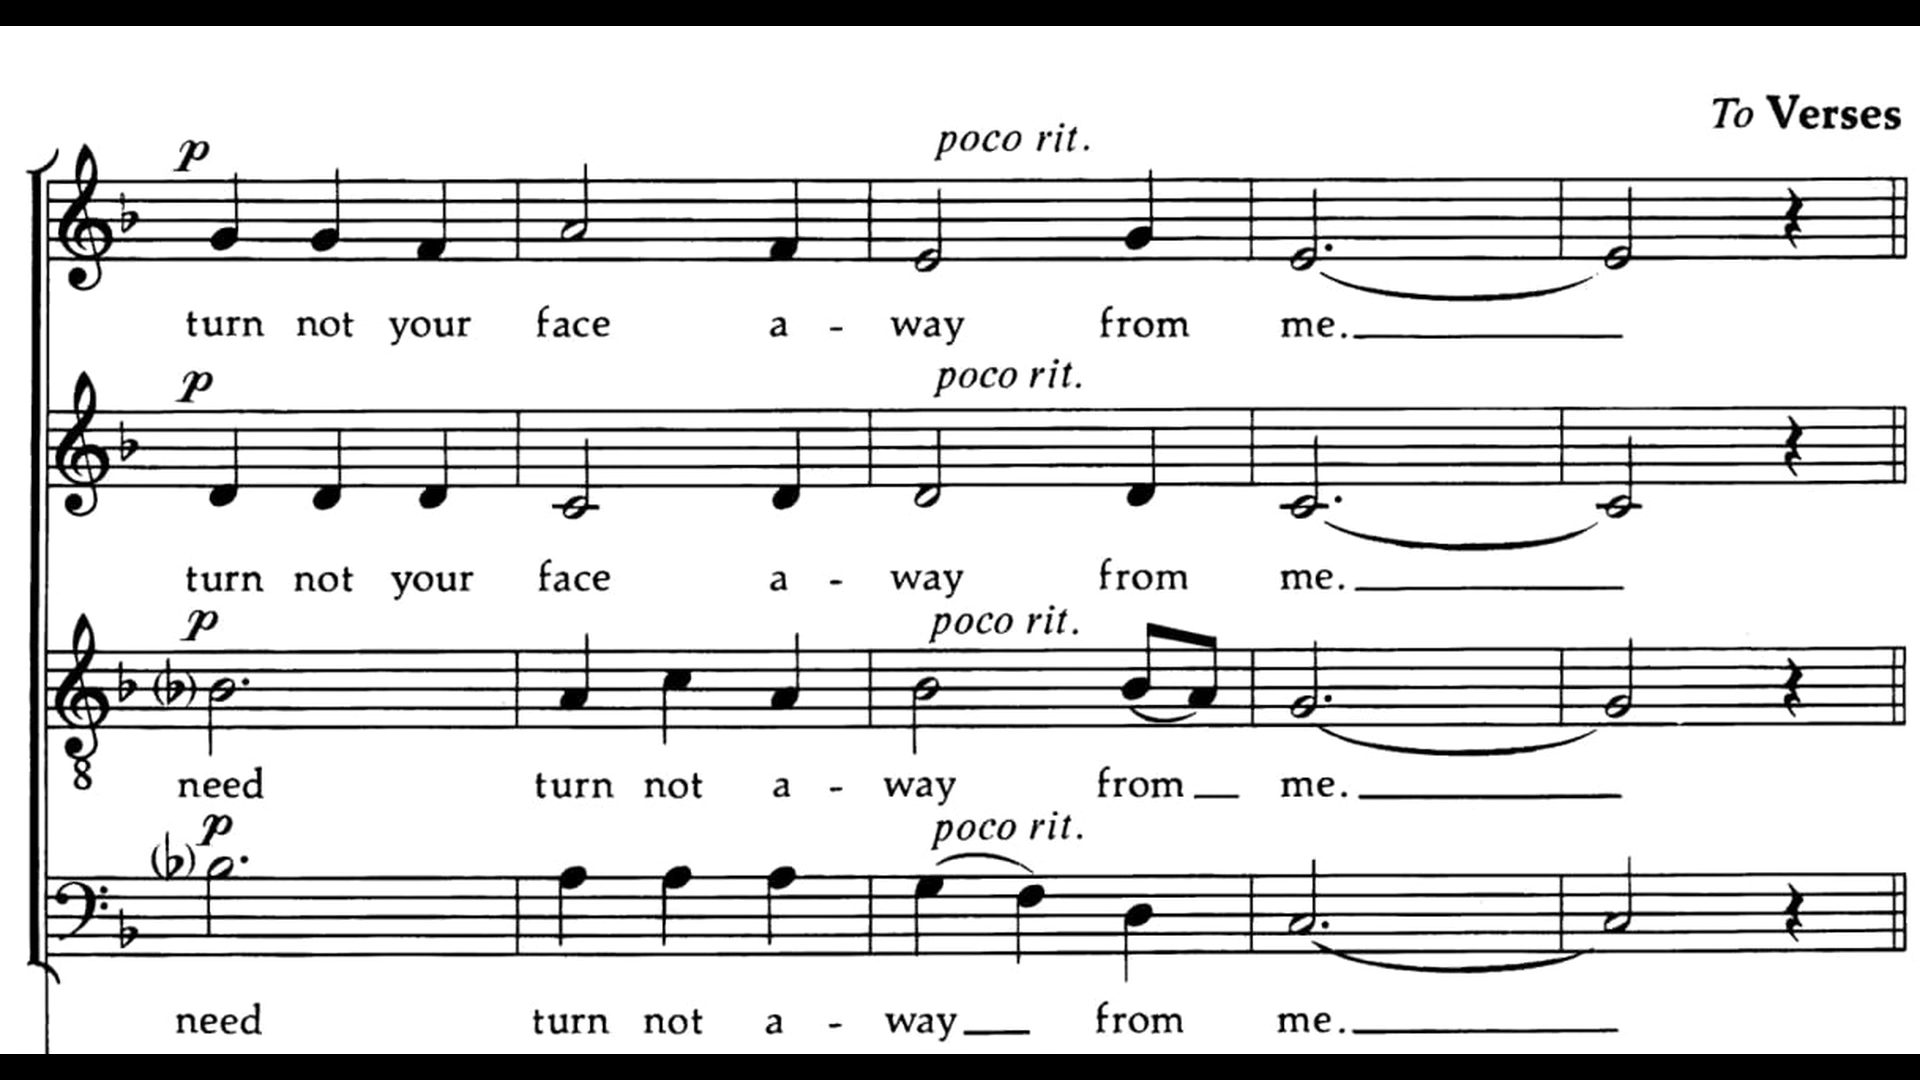 To Verses
p poco rit.
turn not your face a - way from me.
p poco rit.
turn not your face a - way from me.
p poco rit.
8
need turn not a - way from me.
p poco rit.
need turn not a - way from me.